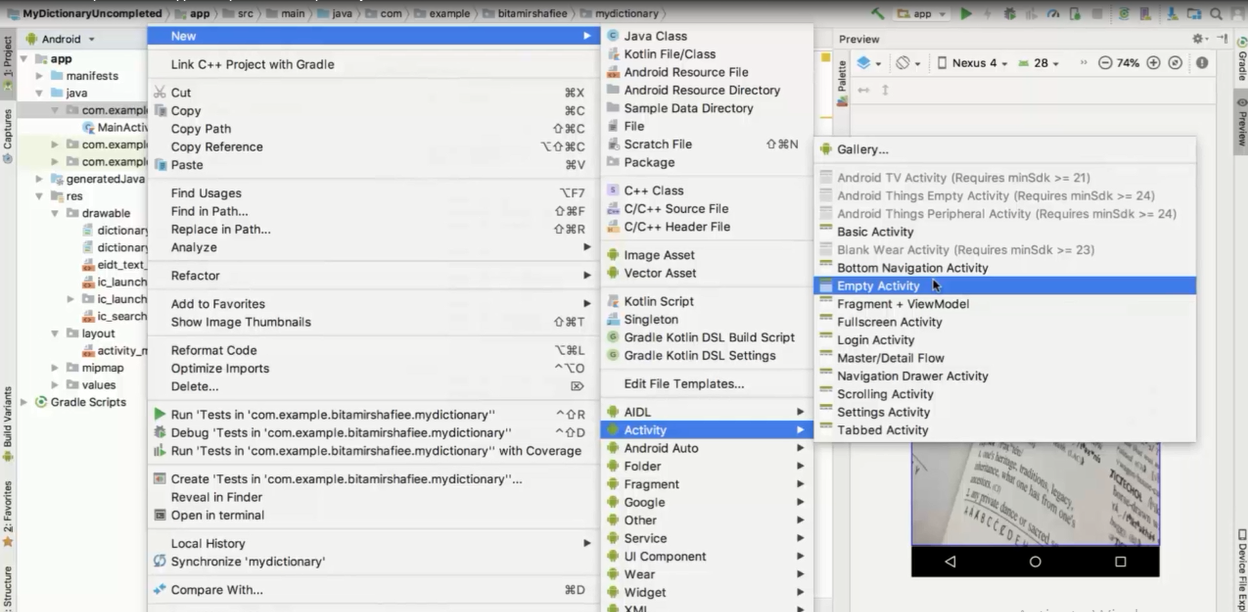 MyDictionaryUncompleted app src main java com example bitamirshafiee mydictionary
app
Android
1: Project
Captures
Build Variants
2: Favorites
Structure
app
manifests
java
com.example
MainActiv
com.example
com.example
generatedJava
res
drawable
dictionar
dictionar
eidt_text_
ic_launch
ic_launch
ic_search
layout
activity_m
mipmap
values
Gradle Scripts
New
Link C++ Project with Gradle
Cut ⌘X
Copy ⌘C
Copy Path ⇧⌘C
Copy Reference ⌥⇧⌘C
Paste ⌘V
Find Usages ⌥F7
Find in Path... ⇧⌘F
Replace in Path... ⇧⌘R
Analyze
Refactor
Add to Favorites
Show Image Thumbnails ⇧⌘T
Reformat Code ⌥⌘L
Optimize Imports ^⌥O
Delete... ⌦
Run 'Tests in 'com.example.bitamirshafiee.mydictionary'' ^⇧R
Debug 'Tests in 'com.example.bitamirshafiee.mydictionary'' ^⇧D
Run 'Tests in 'com.example.bitamirshafiee.mydictionary'' with Coverage
Create 'Tests in 'com.example.bitamirshafiee.mydictionary''...
Reveal in Finder
Open in terminal
Local History
Synchronize 'mydictionary'
Compare With... ⌘D
Java Class
Kotlin File/Class
Android Resource File
Android Resource Directory
Sample Data Directory
File
Scratch File ⇧⌘N
Package
C++ Class
C/C++ Source File
C/C++ Header File
Image Asset
Vector Asset
Kotlin Script
Singleton
Gradle Kotlin DSL Build Script
Gradle Kotlin DSL Settings
Edit File Templates...
AIDL
Activity
Android Auto
Folder
Fragment
Google
Other
Service
UI Component
Wear
Widget
XML
Gallery...
Android TV Activity (Requires minSdk >= 21)
Android Things Empty Activity (Requires minSdk >= 24)
Android Things Peripheral Activity (Requires minSdk >= 24)
Basic Activity
Blank Wear Activity (Requires minSdk >= 23)
Bottom Navigation Activity
Empty Activity
Fragment + ViewModel
Fullscreen Activity
Login Activity
Master/Detail Flow
Navigation Drawer Activity
Scrolling Activity
Settings Activity
Tabbed Activity
Preview
Palette
Nexus 4 28 74%
Gradle
Preview
Device File Ex